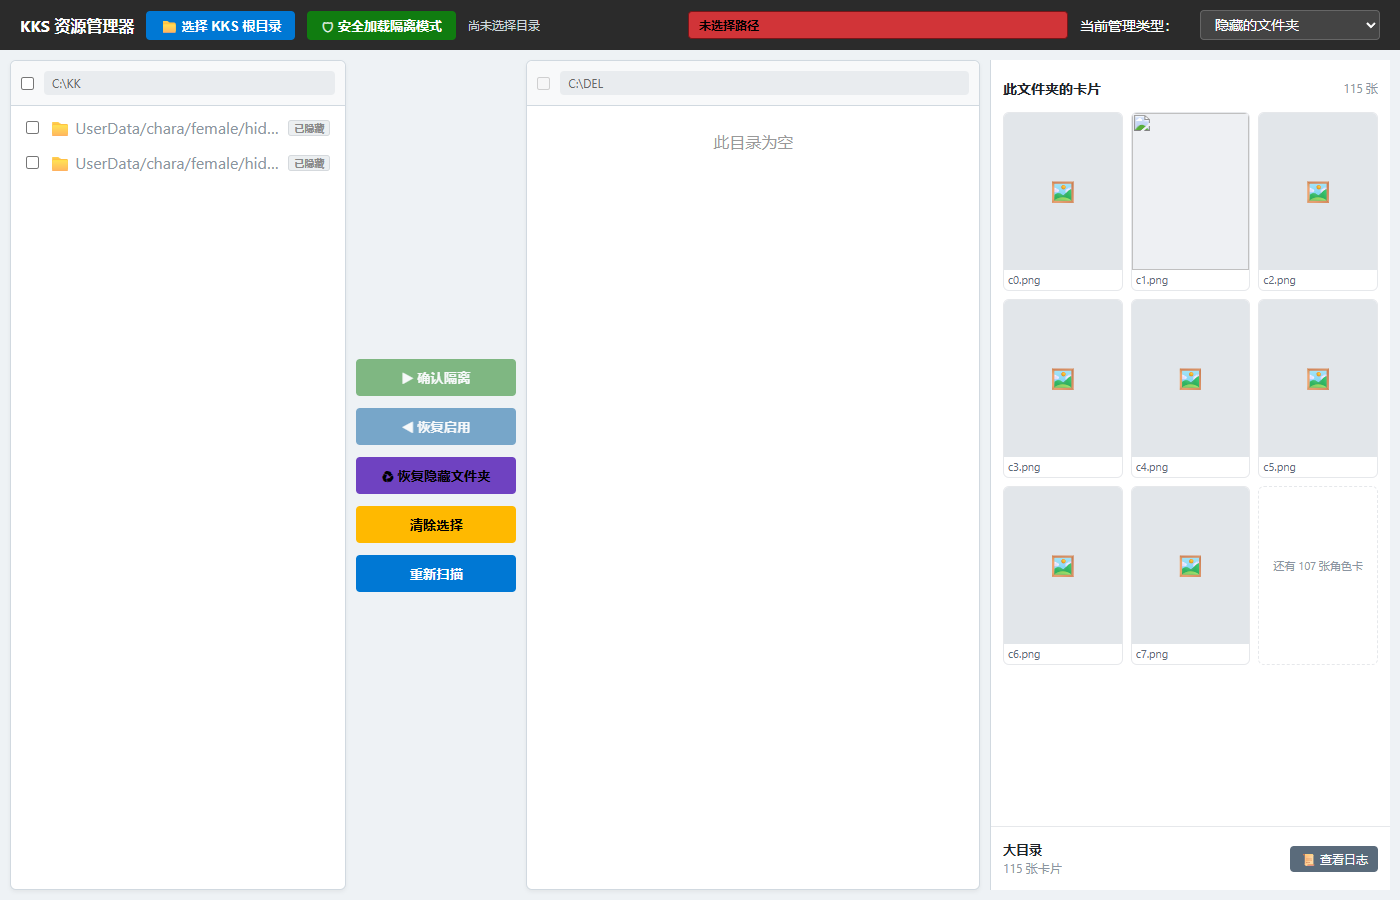 KKS 资源管理器
选择 KKS 根目录
安全加载隔离模式
尚未选择目录
未选择路径
当前管理类型：
隐藏的文件夹
C:\KK
UserData/chara/female/hid...
已隐藏
UserData/chara/female/hid...
已隐藏
▶ 确认隔离
◀ 恢复启用
♻ 恢复隐藏文件夹
清除选择
重新扫描
C:\DEL
此目录为空
此文件夹的卡片
115 张
c0.png
c1.png
c2.png
c3.png
c4.png
c5.png
c6.png
c7.png
还有 107 张角色卡
大目录
115 张卡片
查看日志